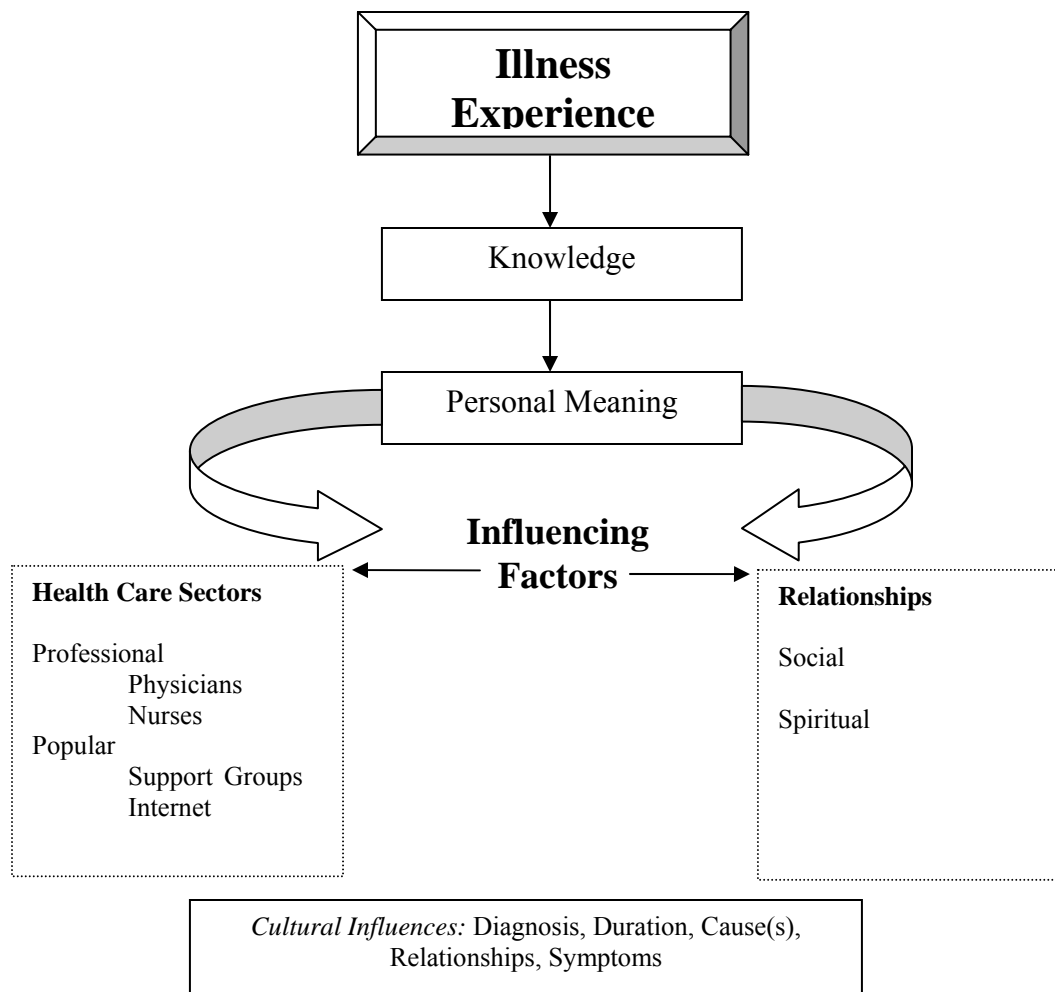 Illness
Experience
Knowledge
Personal Meaning
Influencing
Factors
Health Care Sectors
Professional
Physicians
Nurses
Popular
Support Groups
Internet
Relationships
Social
Spiritual
Cultural Influences: Diagnosis, Duration, Cause(s),
Relationships, Symptoms